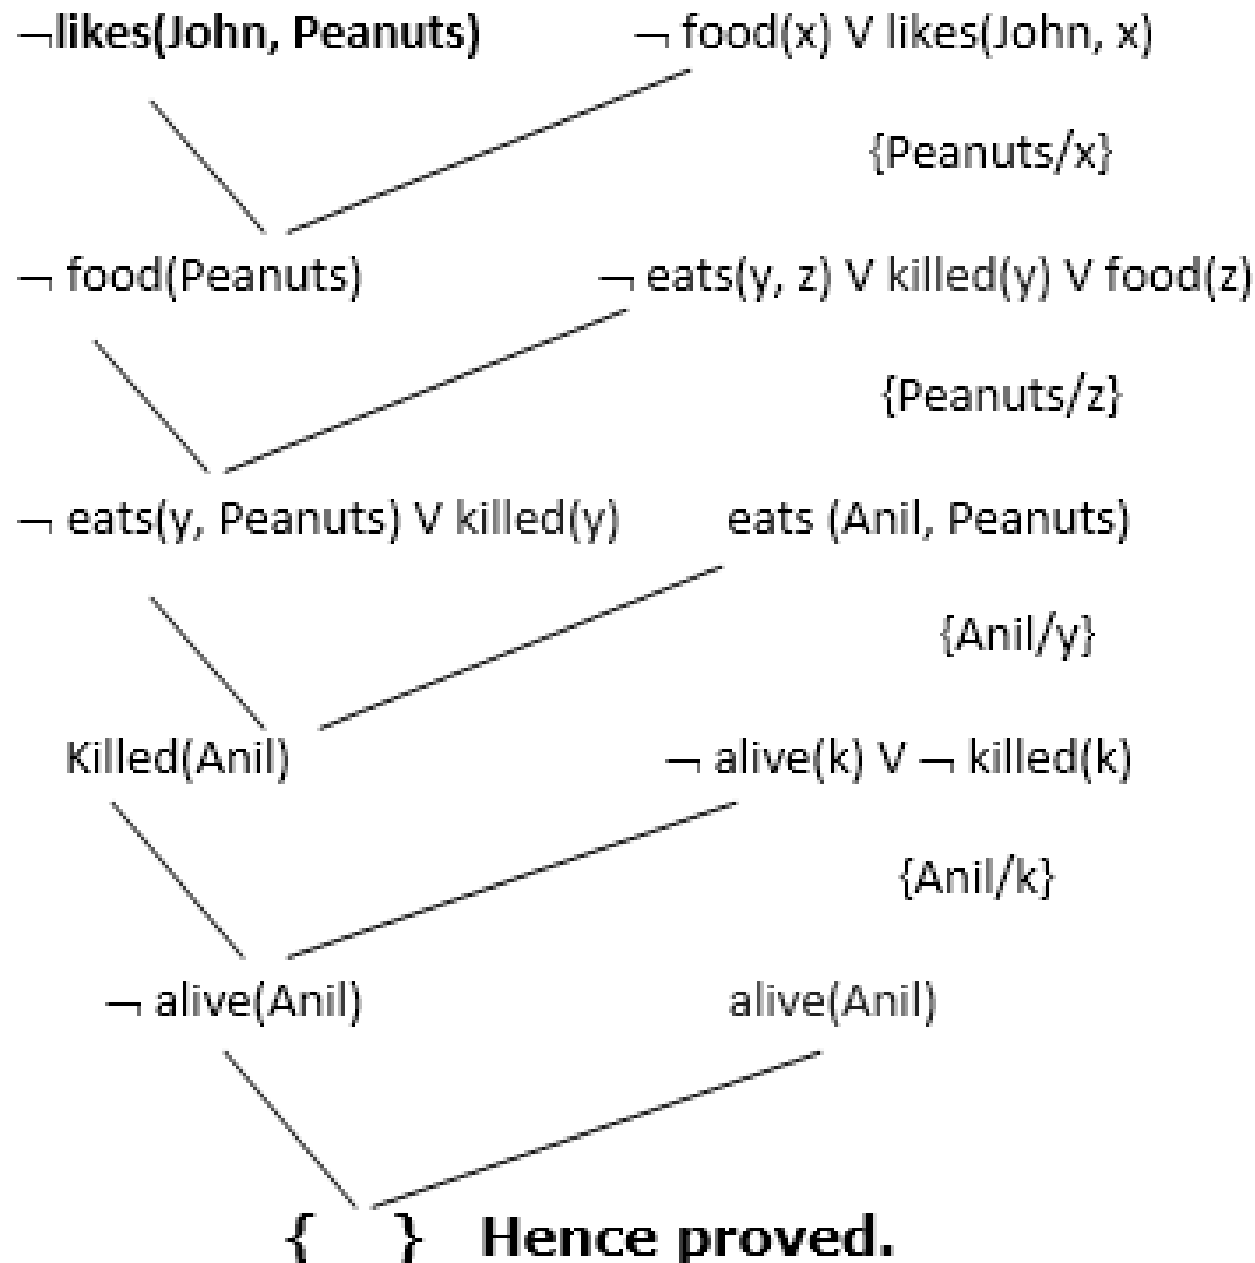 ¬likes(John, Peanuts) ¬ food(x) V likes(John, x)
{Peanuts/x}
¬ food(Peanuts) ¬ eats(y, z) V killed(y) V food(z)
{Peanuts/z}
¬ eats(y, Peanuts) V killed(y) eats (Anil, Peanuts)
{Anil/y}
Killed(Anil) ¬ alive(k) V ¬ killed(k)
{Anil/k}
¬ alive(Anil) alive(Anil)
{ } Hence proved.